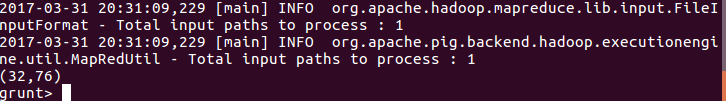 2017-03-31 20:31:09,229 [main] INFO  org.apache.hadoop.mapreduce.lib.input.FileI
nputFormat - Total input paths to process : 1
2017-03-31 20:31:09,229 [main] INFO  org.apache.pig.backend.hadoop.executionengi
ne.util.MapRedUtil - Total input paths to process : 1
(32,76)
grunt>